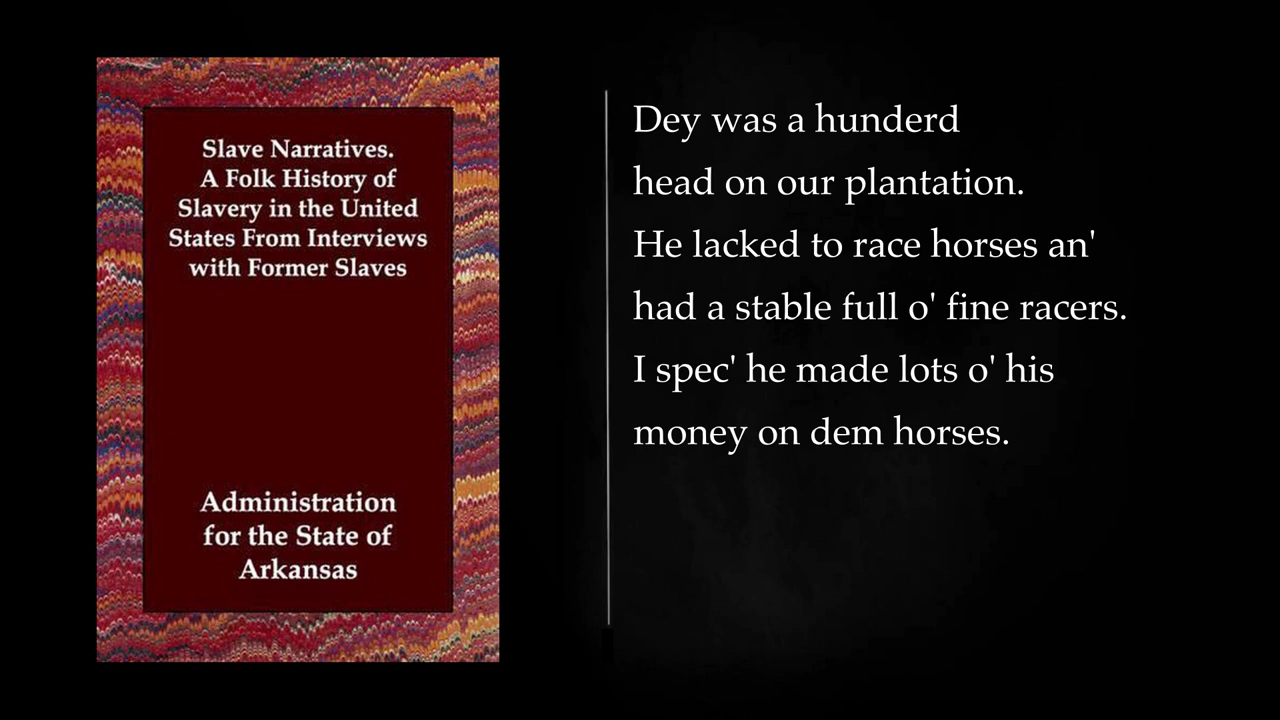 Slave Narratives.
A Folk History of
Slavery in the United
States From Interviews
with Former Slaves
Administration
for the State of
Arkansas
Dey was a hunderd
head on our plantation.
He lacked to race horses an'
had a stable full o' fine racers.
I spec' he made lots o' his
money on dem horses.